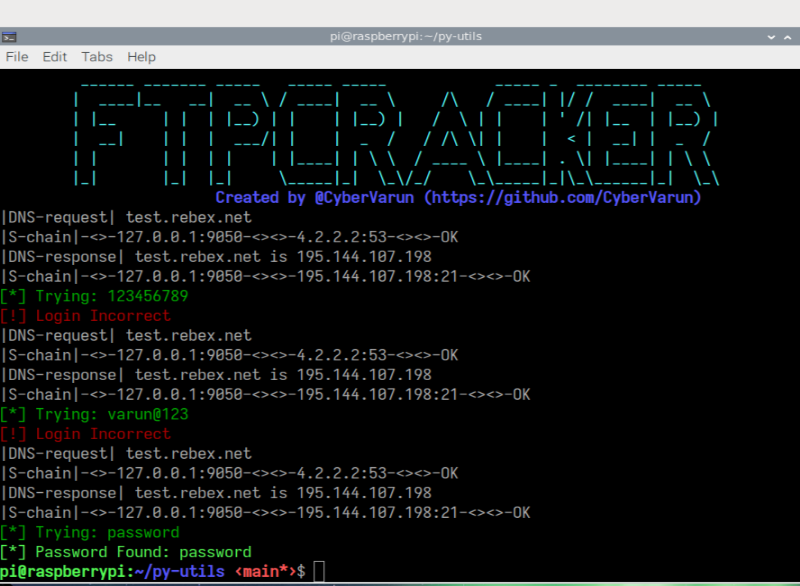 pi@raspberrypi:~/py-utils
File Edit Tabs Help
FTPCRACKER
Created by @CyberVarun (https://github.com/CyberVarun)
|DNS-request| test.rebex.net
|S-chain|-<>-127.0.0.1:9050-<><>-4.2.2.2:53-<><>-OK
|DNS-response| test.rebex.net is 195.144.107.198
|S-chain|-<>-127.0.0.1:9050-<><>-195.144.107.198:21-<><>-OK
[*] Trying: 123456789
[!] Login Incorrect
|DNS-request| test.rebex.net
|S-chain|-<>-127.0.0.1:9050-<><>-4.2.2.2:53-<><>-OK
|DNS-response| test.rebex.net is 195.144.107.198
|S-chain|-<>-127.0.0.1:9050-<><>-195.144.107.198:21-<><>-OK
[*] Trying: varun@123
[!] Login Incorrect
|DNS-request| test.rebex.net
|S-chain|-<>-127.0.0.1:9050-<><>-4.2.2.2:53-<><>-OK
|DNS-response| test.rebex.net is 195.144.107.198
|S-chain|-<>-127.0.0.1:9050-<><>-195.144.107.198:21-<><>-OK
[*] Trying: password
[*] Password Found: password
pi@raspberrypi:~/py-utils <main*>$